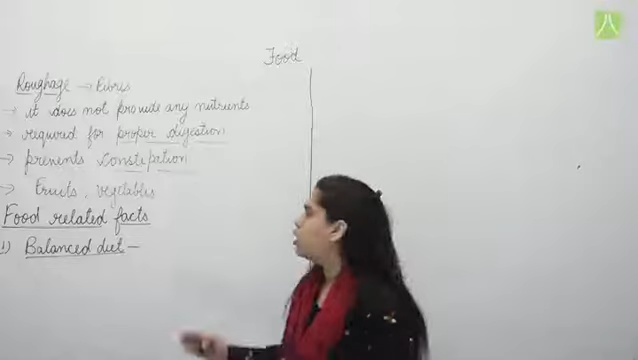 Food
Roughage → Fibres
→ it does not provide any nutrients
→ required for proper digestion
→ prevents constipation
→ Fruits, vegetables
Food related facts
1) Balanced diet —